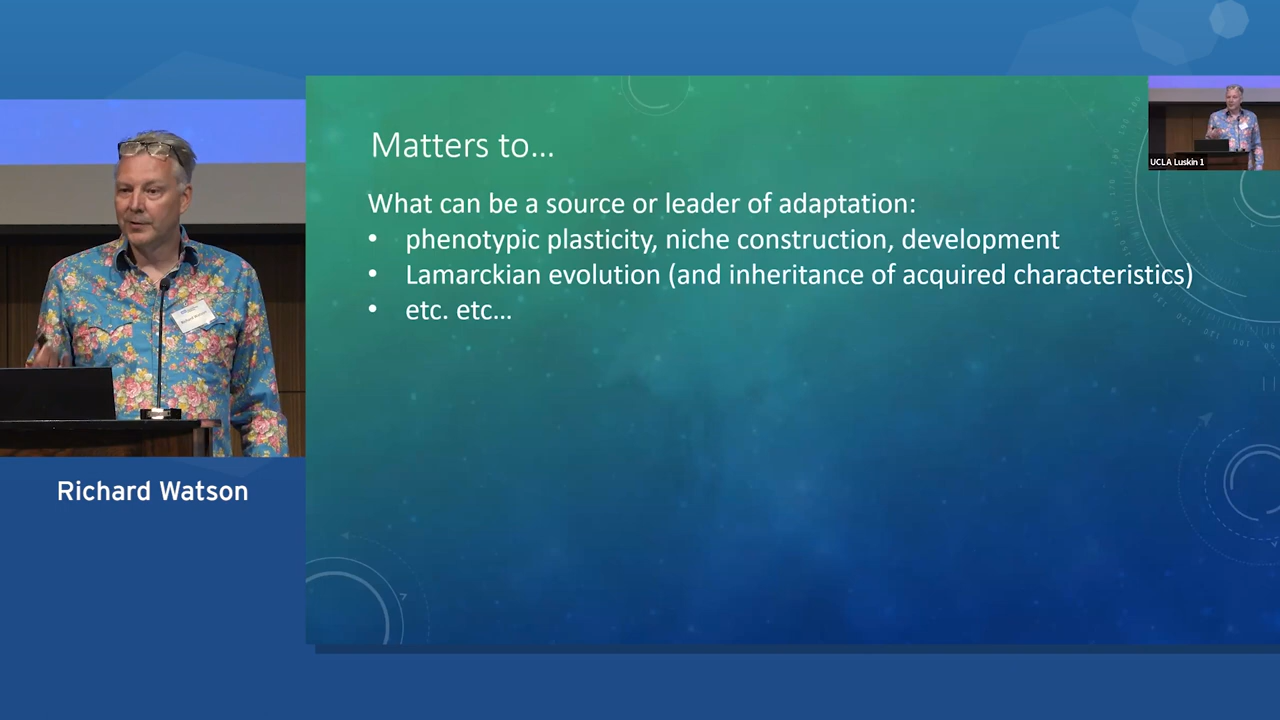 Matters to...
What can be a source or leader of adaptation:
• phenotypic plasticity, niche construction, development
• Lamarckian evolution (and inheritance of acquired characteristics)
• etc. etc...
UCLA Luskin 1
Richard Watson